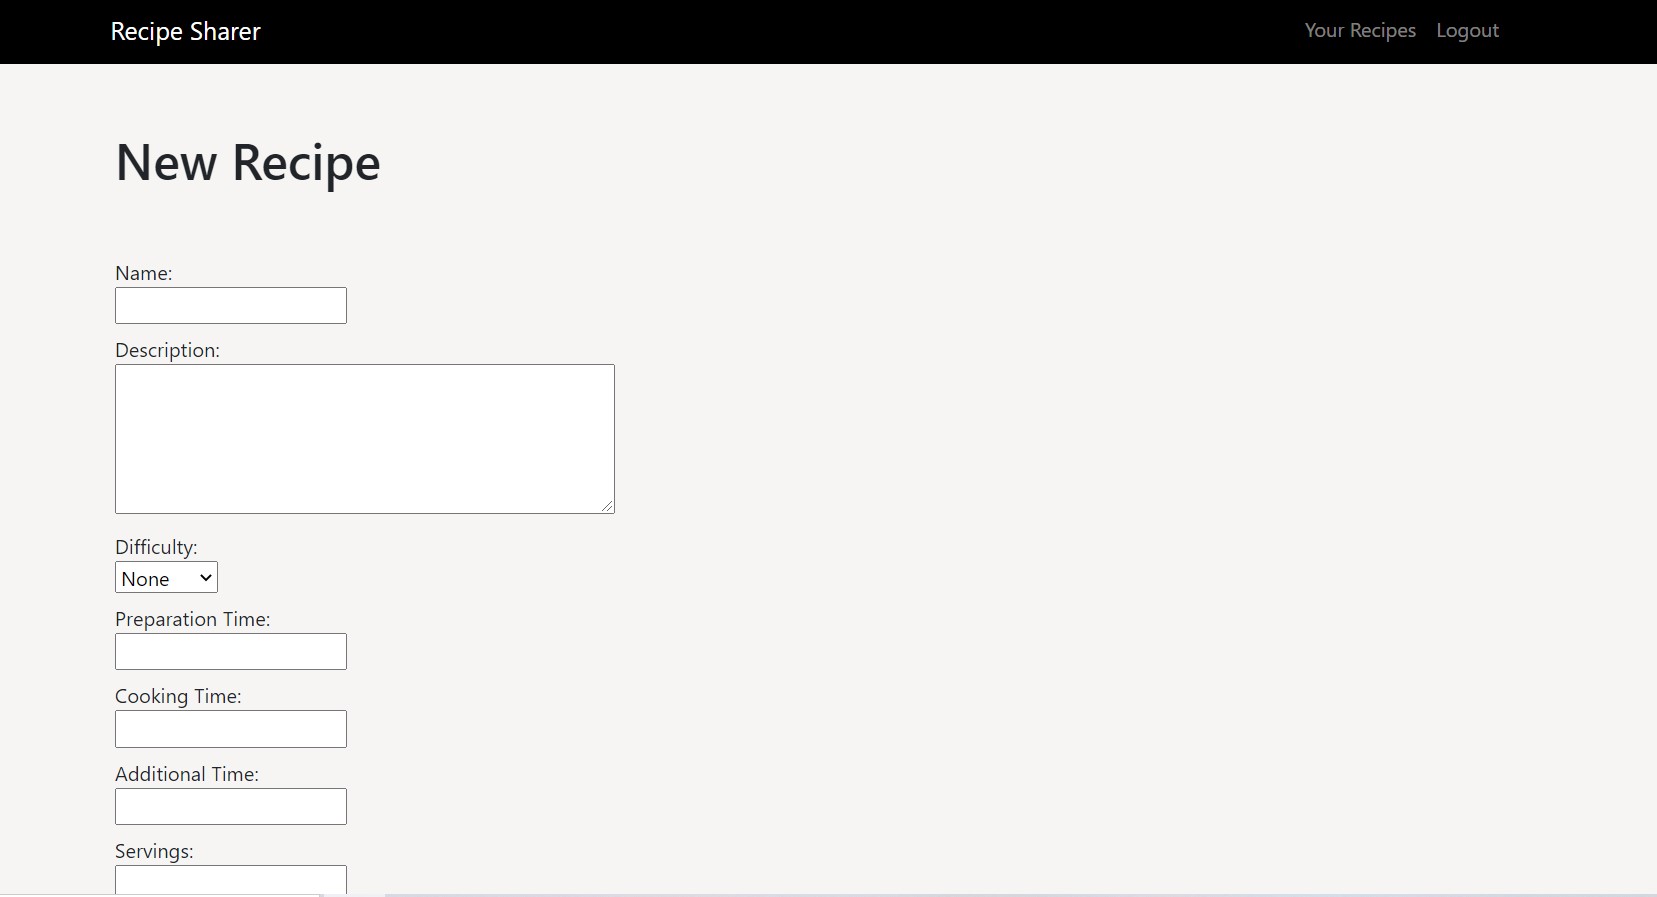 Recipe Sharer
Your Recipes
Logout
New Recipe
Name:
Description:
Difficulty:
None
Preparation Time:
Cooking Time:
Additional Time:
Servings: